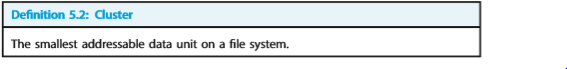 Definition 5.2: Cluster
The smallest addressable data unit on a file system.